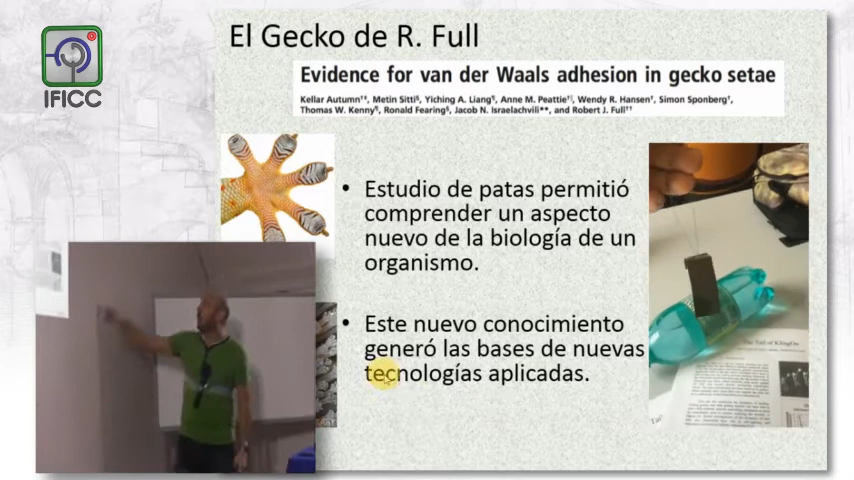 IFICC
El Gecko de R. Full
Evidence for van der Waals adhesion in gecko setae
Kellar Autumn†‡, Metin Sitti§, Yiching A. Liang¶, Anne M. Peattie†‖, Wendy R. Hansen†, Simon Sponberg†,
Thomas W. Kenny¶, Ronald Fearing§, Jacob N. Israelachvili**, and Robert J. Full††
• Estudio de patas permitió
comprender un aspecto
nuevo de la biología de un
organismo.
• Este nuevo conocimiento
generó las bases de nuevas
tecnologías aplicadas.